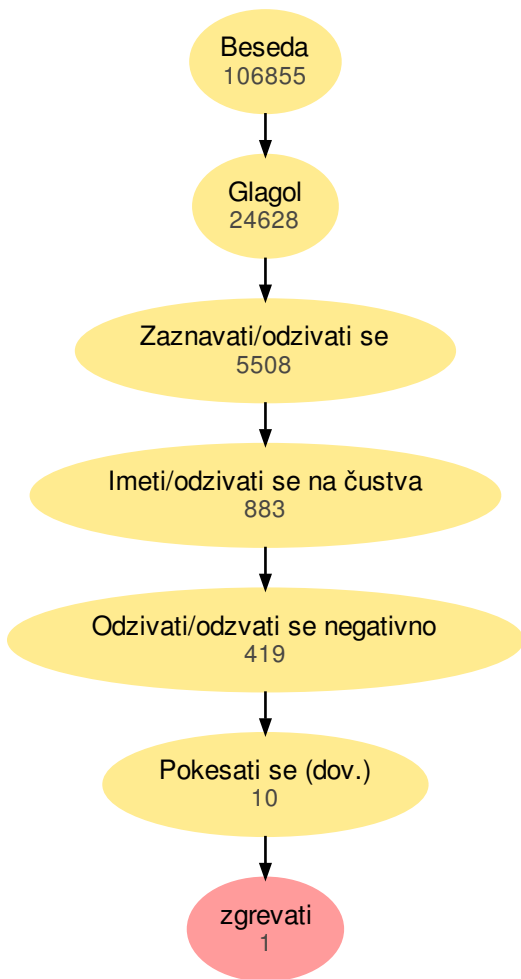 Beseda
106855
Glagol
24628
Zaznavati/odzivati se
5508
Imeti/odzivati se na čustva
883
Odzivati/odzvati se negativno
419
Pokesati se (dov.)
10
zgrevati
1